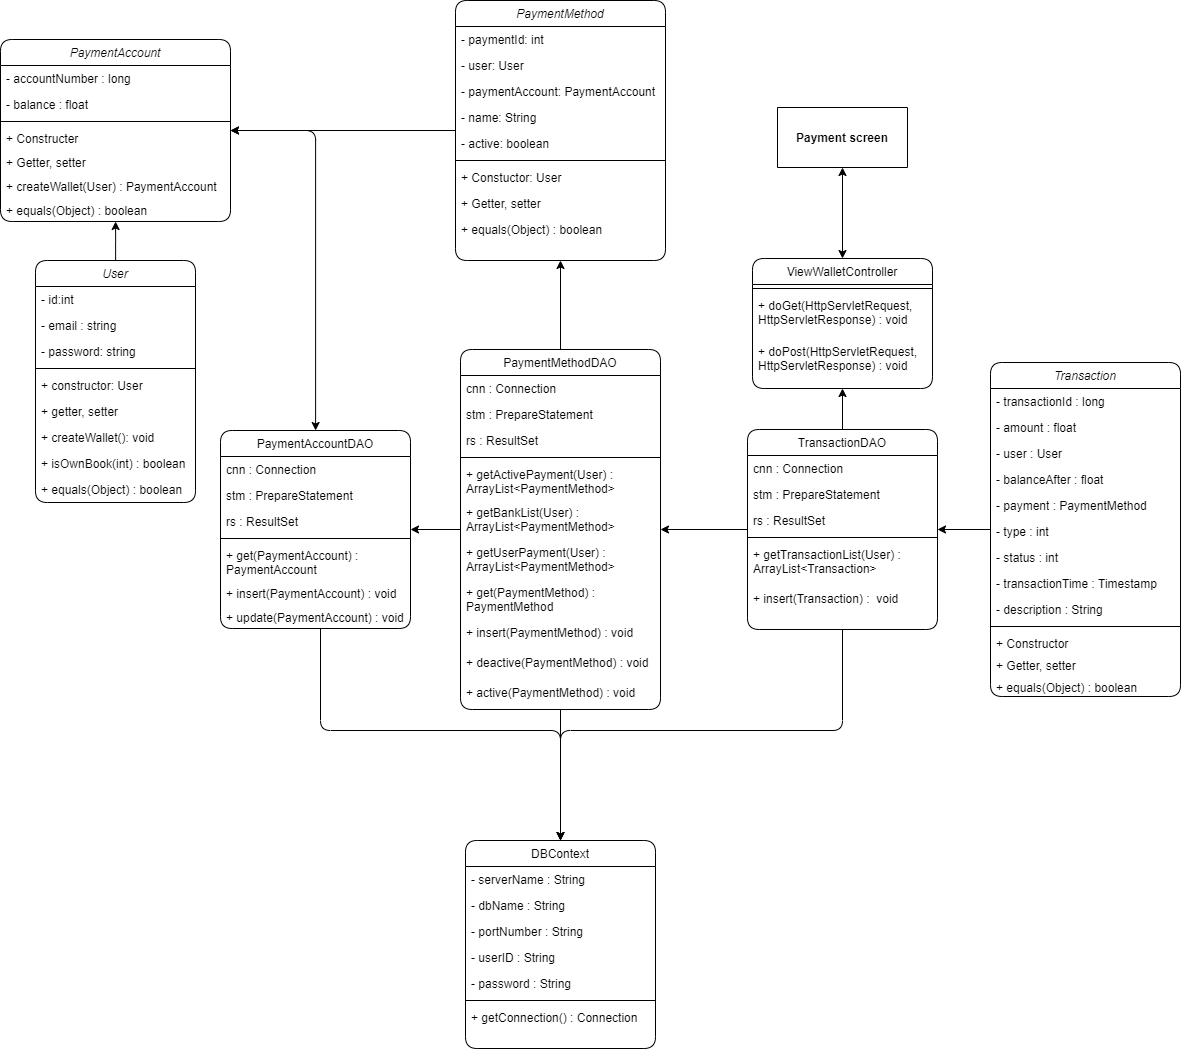 PaymentAccount
- accountNumber : long
- balance : float
+ Constructer
+ Getter, setter
+ createWallet(User) : PaymentAccount
+ equals(Object) : boolean
PaymentMethod
- paymentId: int
- user: User
- paymentAccount: PaymentAccount
- name: String
- active: boolean
+ Constuctor: User
+ Getter, setter
+ equals(Object) : boolean
Payment screen
User
- id:int
- email : string
- password: string
+ constructor: User
+ getter, setter
+ createWallet(): void
+ isOwnBook(int) : boolean
+ equals(Object) : boolean
ViewWalletController
+ doGet(HttpServletRequest,
HttpServletResponse) : void
+ doPost(HttpServletRequest,
HttpServletResponse) : void
PaymentAccountDAO
cnn : Connection
stm : PrepareStatement
rs : ResultSet
+ get(PaymentAccount) :
PaymentAccount
+ insert(PaymentAccount) : void
+ update(PaymentAccount) : void
PaymentMethodDAO
cnn : Connection
stm : PrepareStatement
rs : ResultSet
+ getActivePayment(User) :
ArrayList<PaymentMethod>
+ getBankList(User) :
ArrayList<PaymentMethod>
+ getUserPayment(User) :
ArrayList<PaymentMethod>
+ get(PaymentMethod) :
PaymentMethod
+ insert(PaymentMethod) : void
+ deactive(PaymentMethod) : void
+ active(PaymentMethod) : void
TransactionDAO
cnn : Connection
stm : PrepareStatement
rs : ResultSet
+ getTransactionList(User) :
ArrayList<Transaction>
+ insert(Transaction) :  void
Transaction
- transactionId : long
- amount : float
- user : User
- balanceAfter : float
- payment : PaymentMethod
- type : int
- status : int
- transactionTime : Timestamp
- description : String
+ Constructor
+ Getter, setter
+ equals(Object) : boolean
DBContext
- serverName : String
- dbName : String
- portNumber : String
- userID : String
- password : String
+ getConnection() : Connection